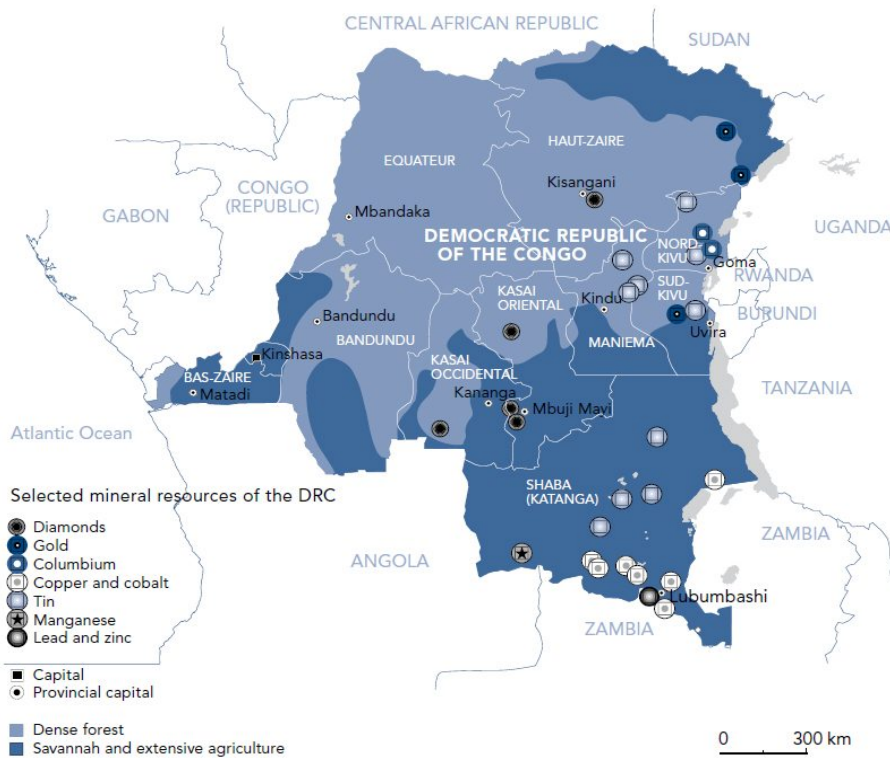 CENTRAL AFRICAN REPUBLIC
SUDAN
HAUT-ZAIRE
EQUATEUR
Kisangani
CONGO
(REPUBLIC)
GABON
Mbandaka
UGANDA
DEMOCRATIC REPUBLIC
OF THE CONGO
NORD-
KIVU
Goma
RWANDA
SUD-
KIVU
KASAI
ORIENTAL
Kindu
BURUNDI
Bandundu
Uvira
BANDUNDU
MANIEMA
Kinshasa
KASAI
OCCIDENTAL
BAS-ZAIRE
Matadi
Kananga
Mbuji Mavi
TANZANIA
Atlantic Ocean
SHABA
(KATANGA)
ZAMBIA
ANGOLA
Lubumbashi
ZAMBIA
Selected mineral resources of the DRC
Diamonds
Gold
Columbium
Copper and cobalt
Tin
Manganese
Lead and zinc
Capital
Provincial capital
Dense forest
Savannah and extensive agriculture
0 300 km